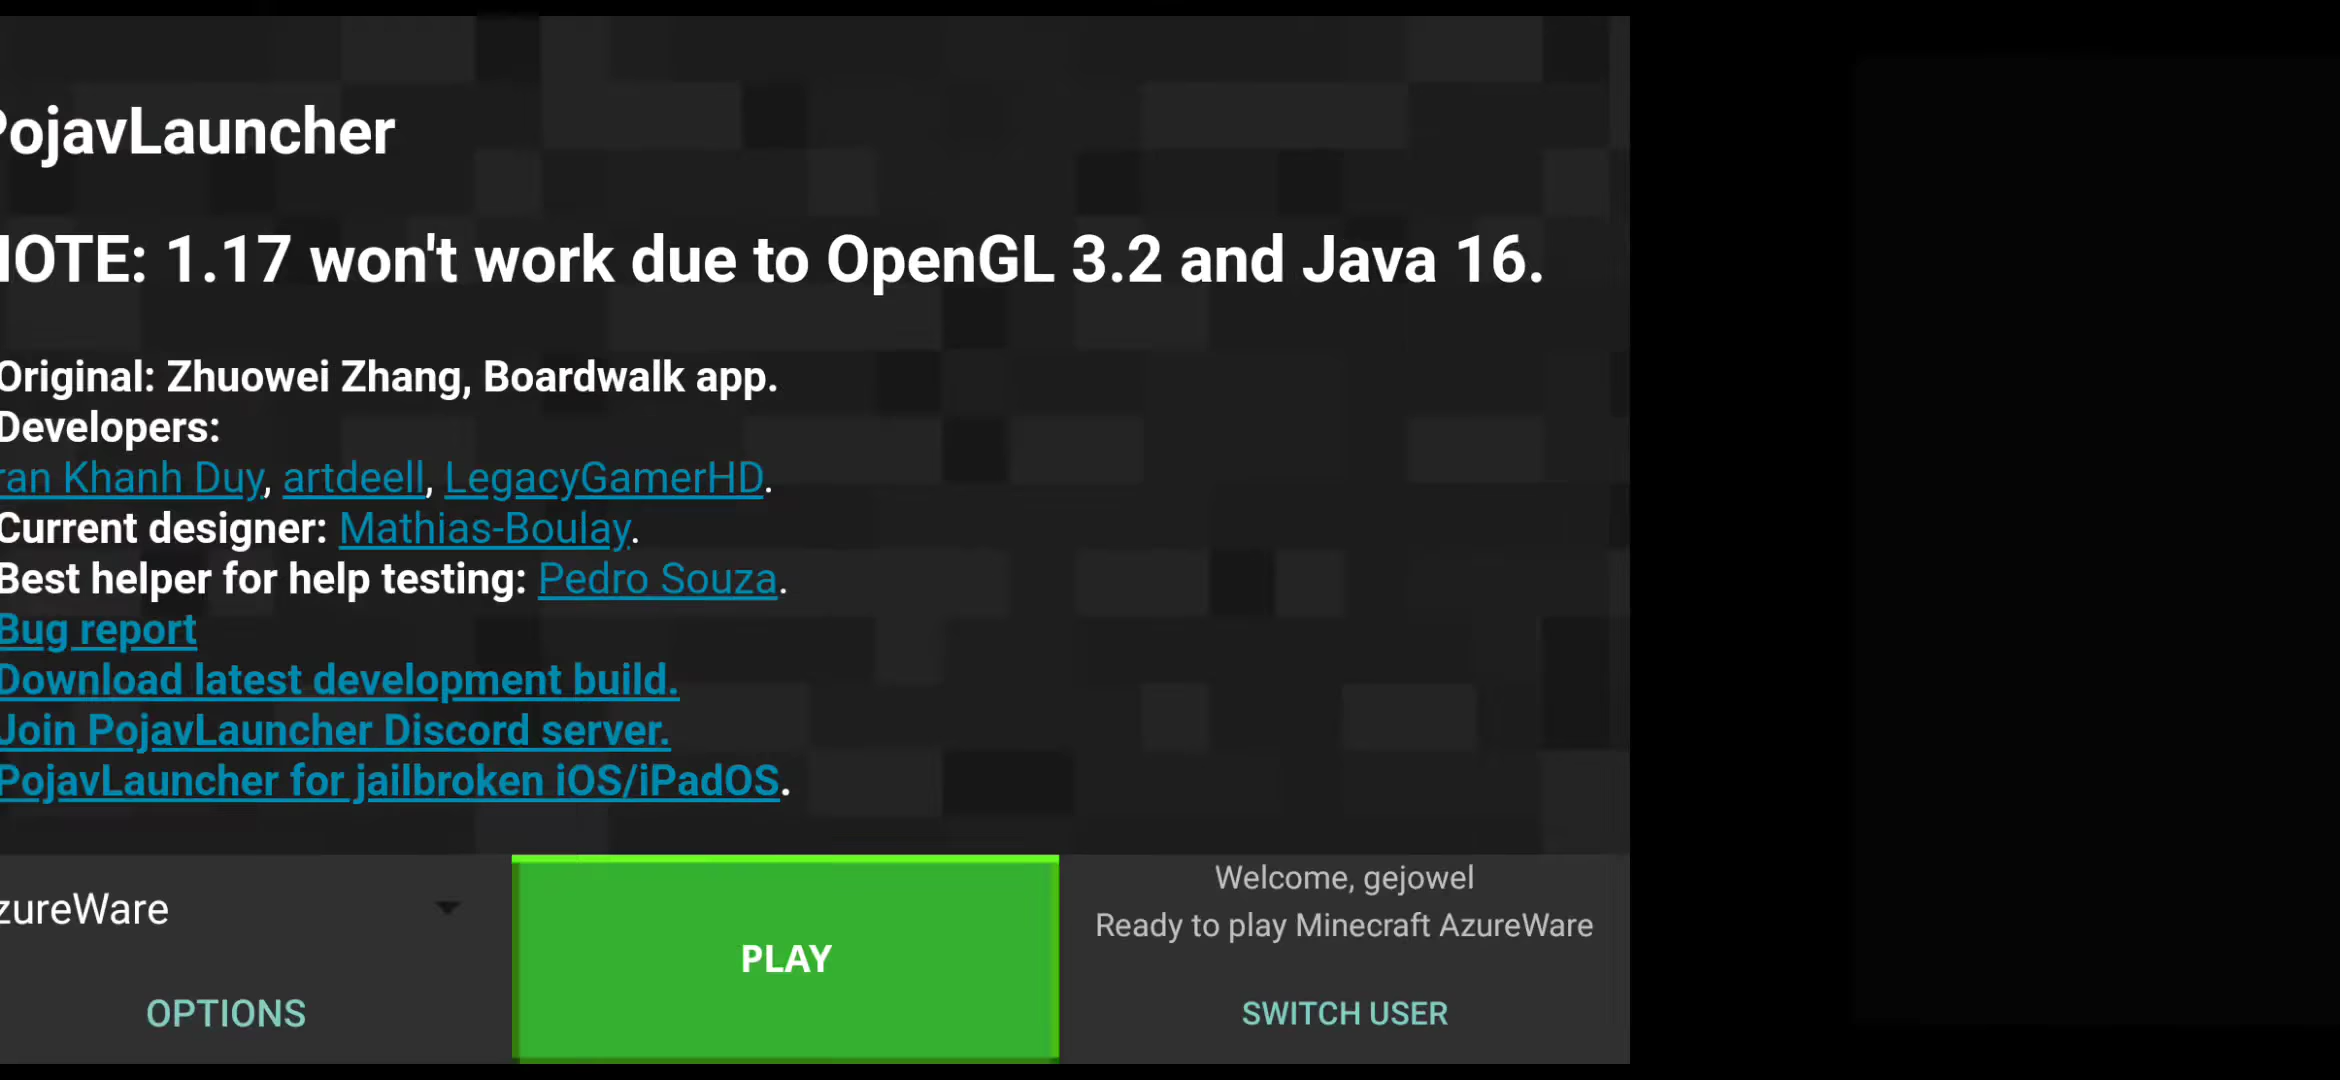 PojavLauncher
NOTE: 1.17 won't work due to OpenGL 3.2 and Java 16.
Original: Zhuowei Zhang, Boardwalk app.
Developers:
ran Khanh Duy, artdeell, LegacyGamerHD.
Current designer: Mathias-Boulay.
Best helper for help testing: Pedro Souza.
Bug report
Download latest development build.
Join PojavLauncher Discord server.
PojavLauncher for jailbroken iOS/iPadOS.
zureWare
OPTIONS
PLAY
Welcome, gejowel
Ready to play Minecraft AzureWare
SWITCH USER